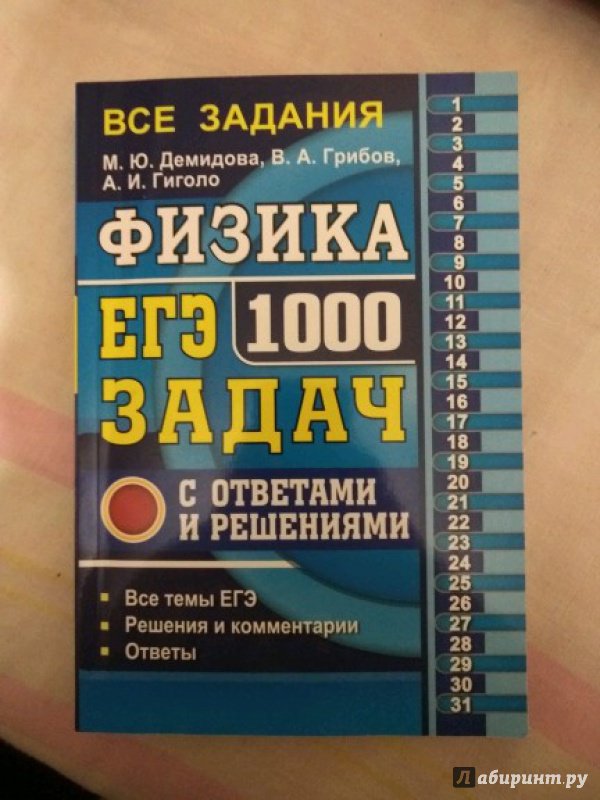 ВСЕ ЗАДАНИЯ
М. Ю. Демидова, В. А. Грибов,
А. И. Гиголо
ФИЗИКА
ЕГЭ 1000
ЗАДАЧ
С ОТВЕТАМИ
И РЕШЕНИЯМИ
Все темы ЕГЭ
Решения и комментарии
Ответы
1
2
3
4
5
6
7
8
9
10
11
12
13
14
15
16
17
18
19
20
21
22
23
24
25
26
27
28
29
30
31
Лабиринт.ру